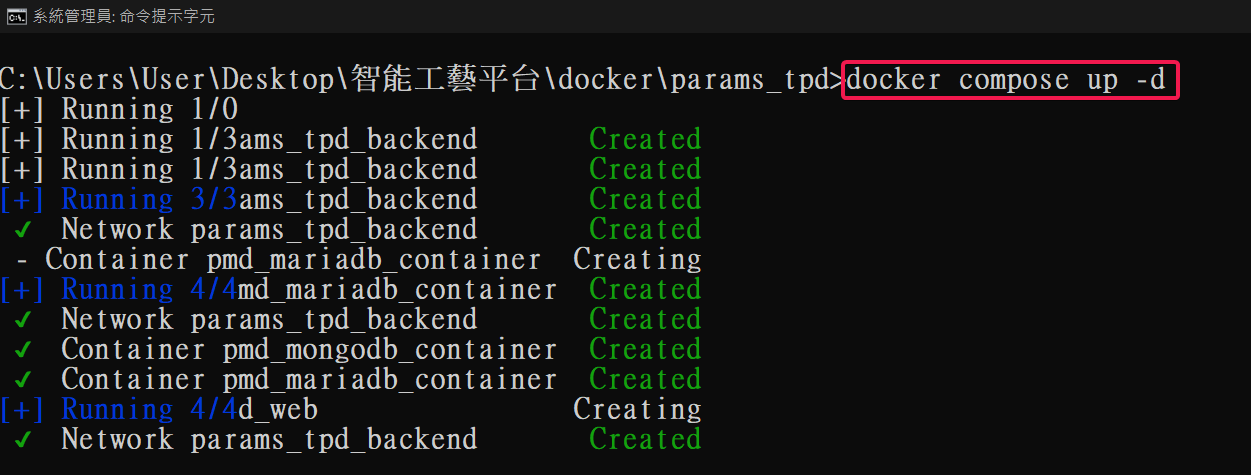 系統管理員: 命令提示字元
C:\Users\User\Desktop\智能工藝平台\docker\params_tpd>docker compose up -d
[+] Running 1/0
[+] Running 1/3ams_tpd_backend Created
[+] Running 1/3ams_tpd_backend Created
[+] Running 3/3ams_tpd_backend Created
✔ Network params_tpd_backend Created
- Container pmd_mariadb_container Creating
[+] Running 4/4md_mariadb_container Created
✔ Network params_tpd_backend Created
✔ Container pmd_mongodb_container Created
✔ Container pmd_mariadb_container Created
[+] Running 4/4d_web Creating
✔ Network params_tpd_backend Created